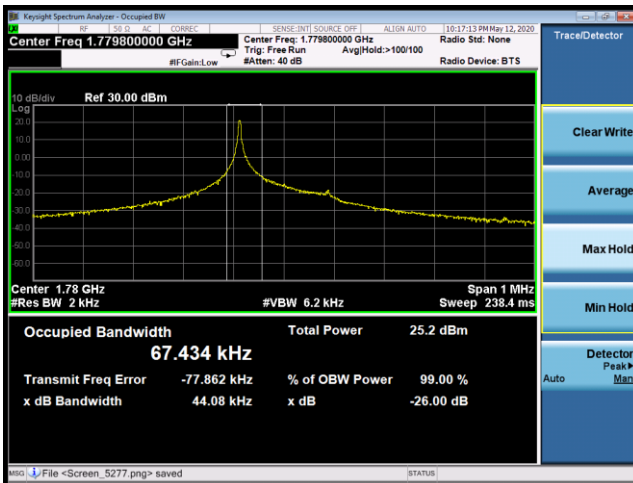 Keysight Spectrum Analyzer - Occupied BW
RF 50 Ω AC CORREC SENSE:INT SOURCE OFF ALIGN AUTO 10:17:13 PM May 12, 2020
Center Freq 1.779800000 GHz
Center Freq: 1.779800000 GHz
Radio Std: None
Trig: Free Run Avg|Hold:>100/100
#IFGain:Low
#Atten: 40 dB
Radio Device: BTS
10 dB/div Ref 30.00 dBm
Log
20.0
10.0
0.00
-10.0
-20.0
-30.0
-40.0
-50.0
-60.0
Center 1.78 GHz Span 1 MHz
#Res BW 2 kHz #VBW 6.2 kHz Sweep 238.4 ms
Occupied Bandwidth Total Power 25.2 dBm
67.434 kHz
Transmit Freq Error -77.862 kHz % of OBW Power 99.00 %
x dB Bandwidth 44.08 kHz x dB -26.00 dB
MSG File <Screen_5277.png> saved STATUS
Trace/Detector
Clear Write
Average
Max Hold
Min Hold
Detector
Peak▶
Auto Man